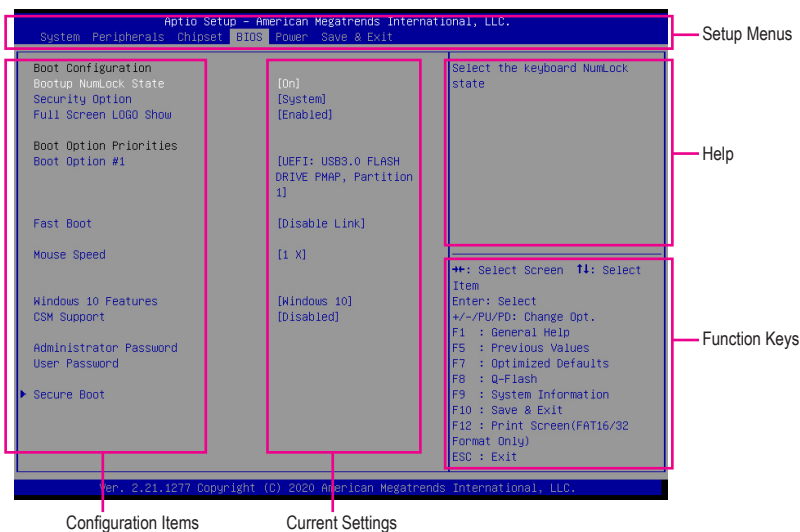 Aptio Setup – American Megatrends International, LLC.
System Peripherals Chipset BIOS Power Save & Exit
Setup Menus
Boot Configuration
Bootup NumLock State [On]
Security Option [System]
Full Screen LOGO Show [Enabled]
Boot Option Priorities
Boot Option #1 [UEFI: USB3.0 FLASH
DRIVE PMAP, Partition
1]
Fast Boot [Disable Link]
Mouse Speed [1 X]
Windows 10 Features [Windows 10]
CSM Support [Disabled]
Administrator Password
User Password
Secure Boot
Select the keyboard NumLock
state
Help
→←: Select Screen ↑↓: Select
Item
Enter: Select
+/-/PU/PD: Change Opt.
F1 : General Help
F5 : Previous Values
F7 : Optimized Defaults
F8 : Q-Flash
F9 : System Information
F10 : Save & Exit
F12 : Print Screen(FAT16/32
Format Only)
ESC : Exit
Function Keys
Ver. 2.21.1277 Copyright (C) 2020 American Megatrends International, LLC.
Configuration Items
Current Settings